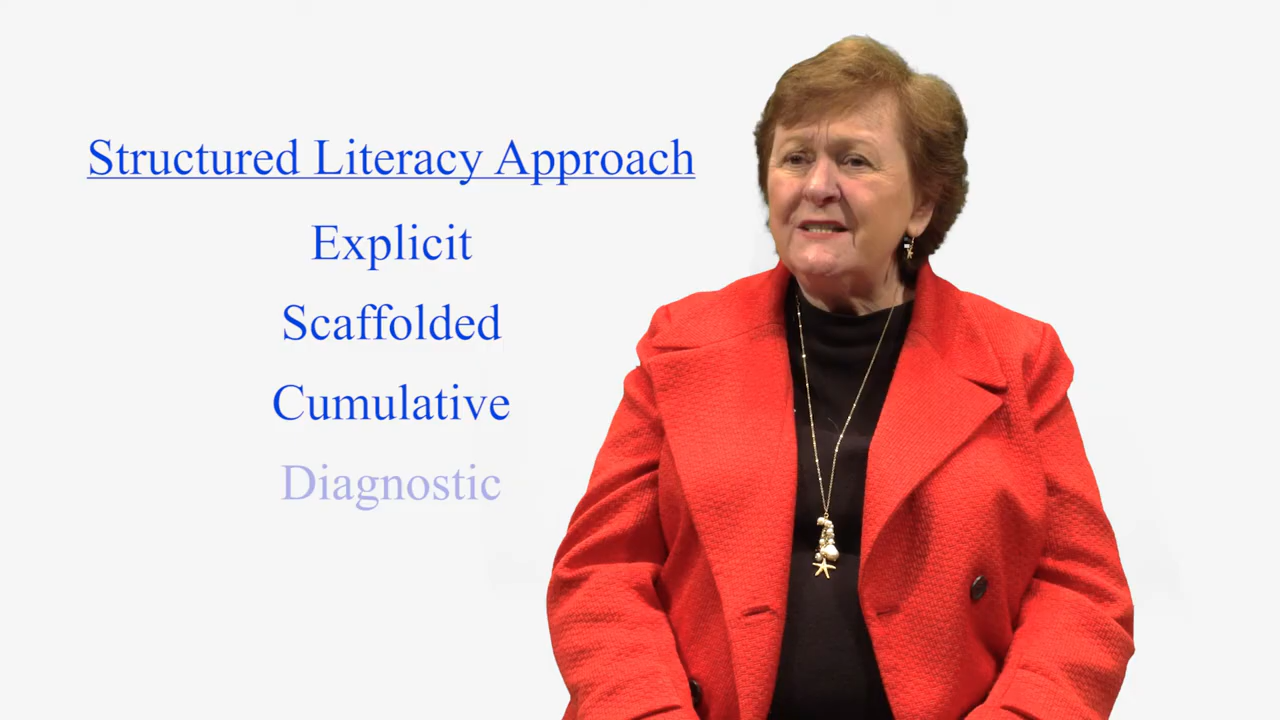 Structured Literacy Approach
Explicit
Scaffolded
Cumulative
Diagnostic